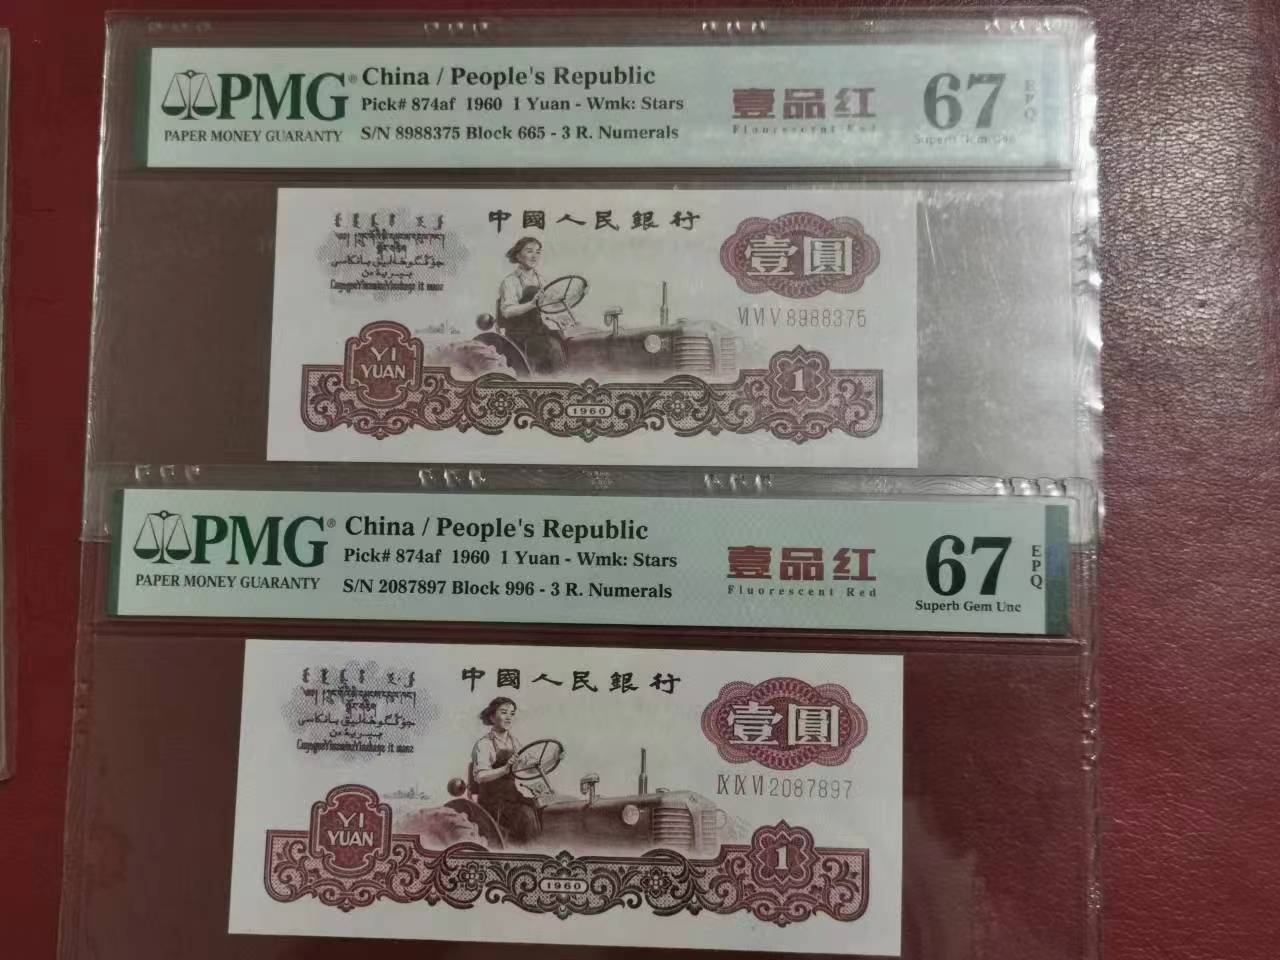 PMG®
PAPER MONEY GUARANTY
China / People's Republic
Pick# 874af 1960 1 Yuan - Wmk: Stars
S/N 8988375 Block 665 - 3 R. Numerals
壹品红
Fluorescent Red
67
EPQ
Superb Gem Unc
中國人民銀行
壹圓
ⅥⅥⅤ8988375
YI
YUAN
1960
1
PMG®
PAPER MONEY GUARANTY
China / People's Republic
Pick# 874af 1960 1 Yuan - Wmk: Stars
S/N 2087897 Block 996 - 3 R. Numerals
壹品红
Fluorescent Red
67
EPQ
Superb Gem Unc
中國人民銀行
壹圓
ⅨⅨⅥ2087897
YI
YUAN
1960
1